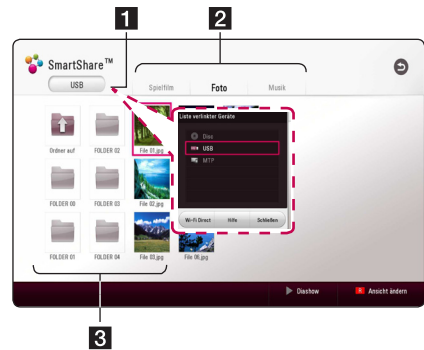 1
2
SmartShare™
USB
Spielfilm
Foto
Musik
Liste verlinkter Geräte
Disc
USB
MTP
Wi-Fi Direct
Hilfe
Schließen
Ordner auf
FOLDER 02
File 01.jpg
FOLDER 00
FOLDER 03
File 02.jpg
FOLDER 01
FOLDER 04
File 03.jpg
File 06.jpg
Diashow
Ansicht ändern
3